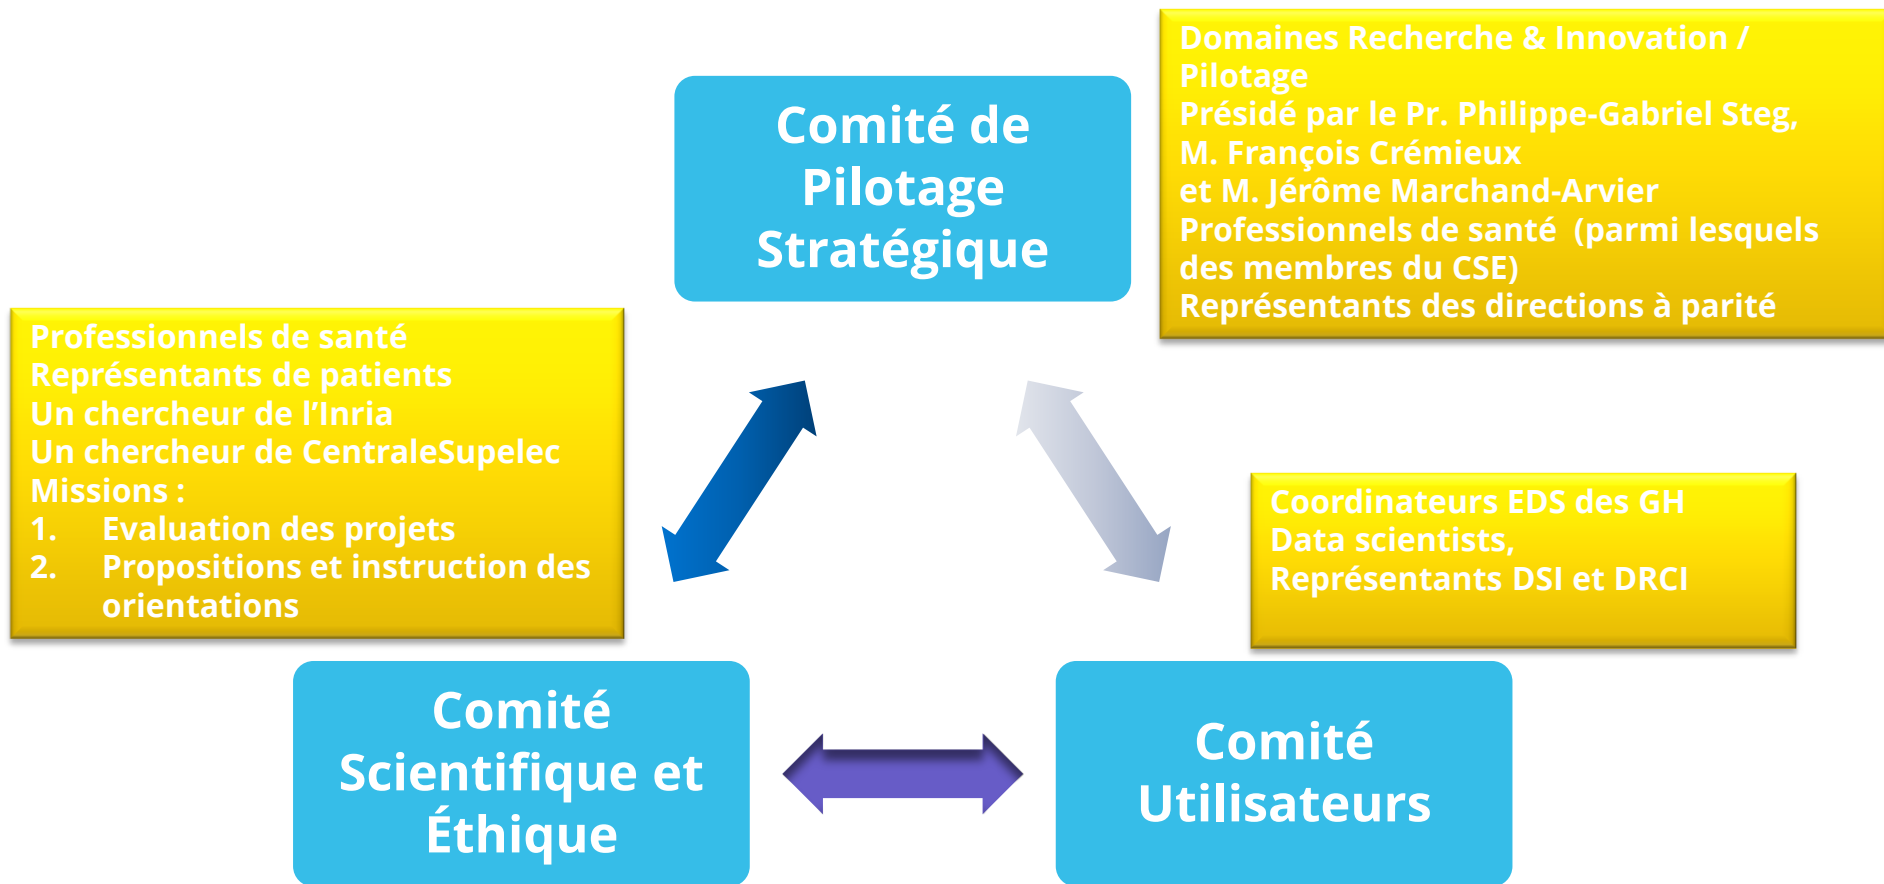 Comité de
Pilotage
Stratégique
Domaines Recherche & Innovation /
Pilotage
Présidé par le Pr. Philippe-Gabriel Steg,
M. François Crémieux
et M. Jérôme Marchand-Arvier
Professionnels de santé (parmi lesquels
des membres du CSE)
Représentants des directions à parité
Professionnels de santé
Représentants de patients
Un chercheur de l’Inria
Un chercheur de CentraleSupelec
Missions :
1. Evaluation des projets
2. Propositions et instruction des
orientations
Coordinateurs EDS des GH
Data scientists,
Représentants DSI et DRCI
Comité
Scientifique et
Éthique
Comité
Utilisateurs